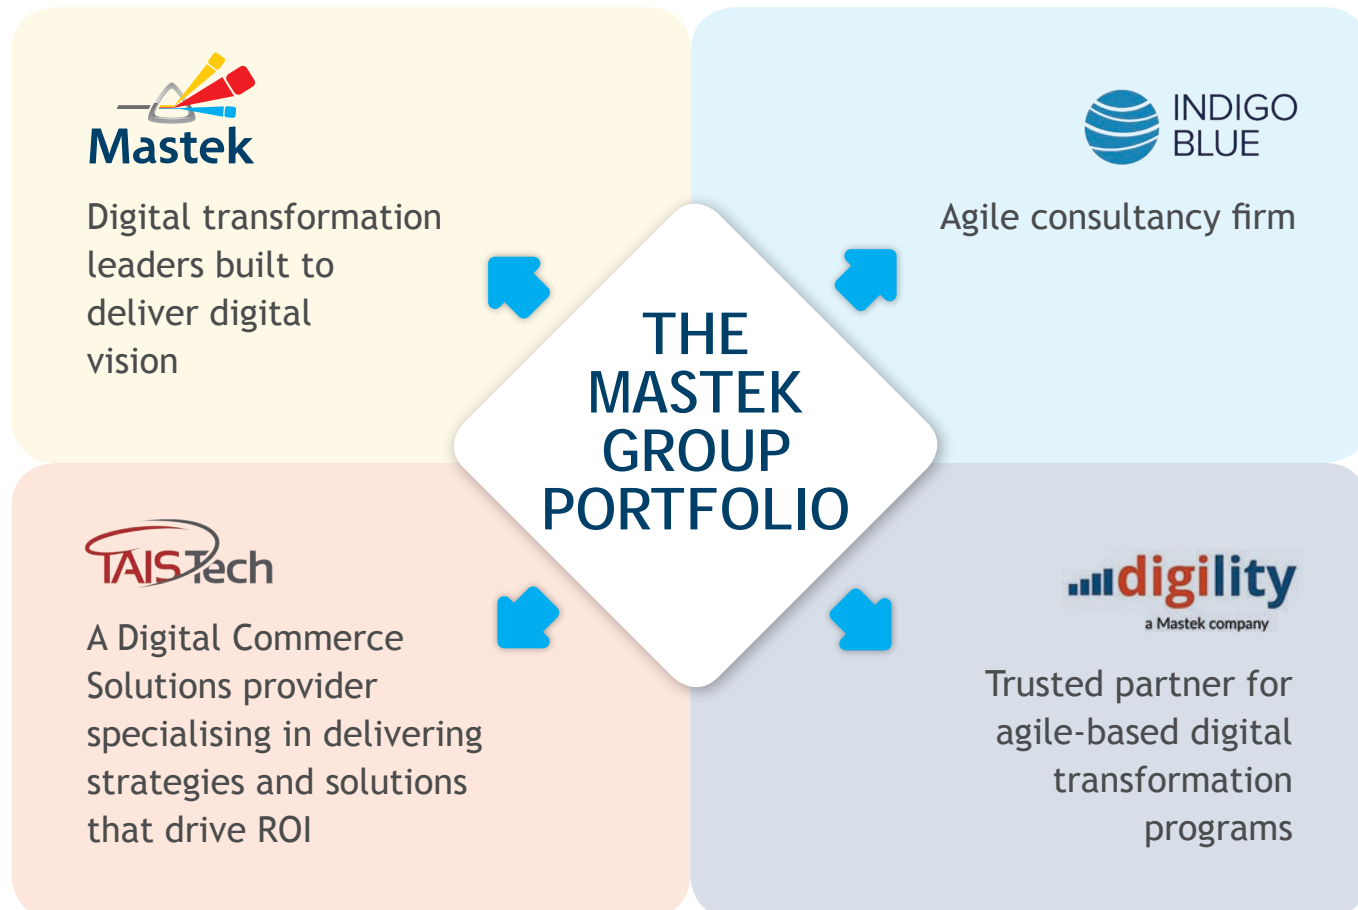 Mastek
Digital transformation
leaders built to
deliver digital
vision
INDIGO
BLUE
Agile consultancy firm
THE
MASTEK
GROUP
PORTFOLIO
TAISTech
A Digital Commerce
Solutions provider
specialising in delivering
strategies and solutions
that drive ROI
digility
a Mastek company
Trusted partner for
agile-based digital
transformation
programs